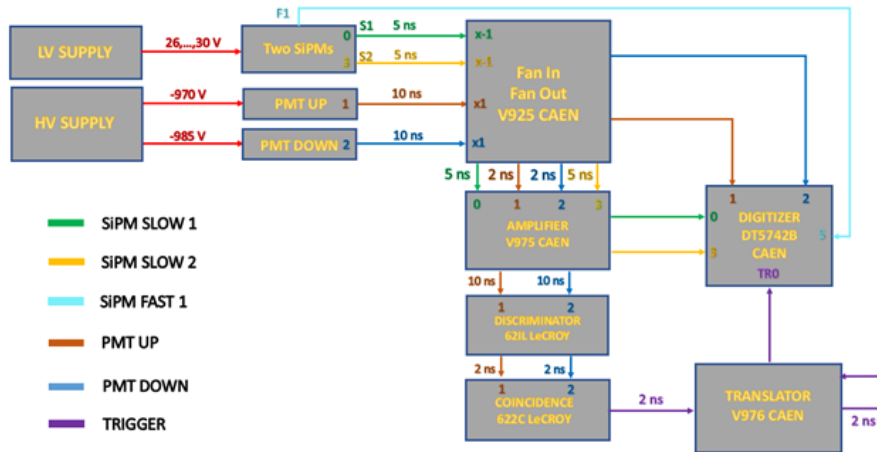 F1
LV SUPPLY
26,...,30 V
Two SiPMs
0
S1
5 ns
3
S2
5 ns
x-1
x-1
Fan In
Fan Out
V925 CAEN
HV SUPPLY
-970 V
PMT UP
1
10 ns
x1
-985 V
PMT DOWN
2
10 ns
x1
5 ns
2 ns
2 ns
5 ns
0
1
2
3
AMPLIFIER
V975 CAEN
1
2
0
DIGITIZER
DT5742B
CAEN
3
5
TR0
SiPM SLOW 1
SiPM SLOW 2
SiPM FAST 1
PMT UP
PMT DOWN
TRIGGER
10 ns
10 ns
1
2
DISCRIMINATOR
62IL LeCROY
2 ns
2 ns
1
2
COINCIDENCE
622C LeCROY
2 ns
TRANSLATOR
V976 CAEN
2 ns